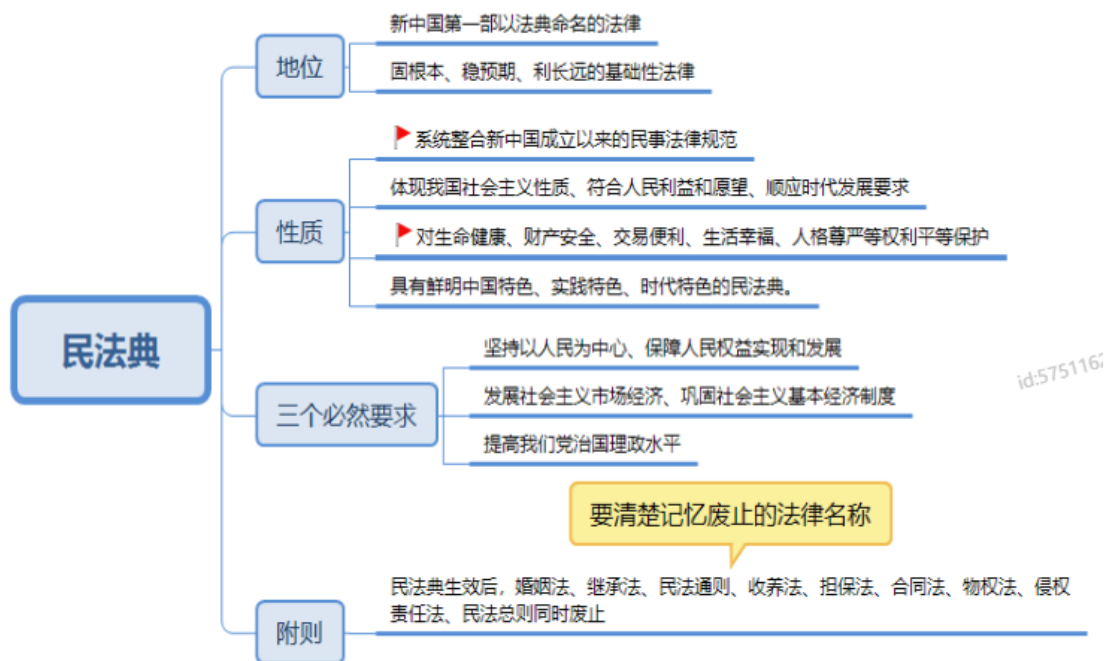 新中国第一部以法典命名的法律
地位
固根本、稳预期、利长远的基础性法律
系统整合新中国成立以来的民事法律规范
体现我国社会主义性质、符合人民利益和愿望、顺应时代发展要求
性质
对生命健康、财产安全、交易便利、生活幸福、人格尊严等权利平等保护
具有鲜明中国特色、实践特色、时代特色的民法典。
民法典
坚持以人民为中心、保障人民权益实现和发展
三个必然要求
发展社会主义市场经济、巩固社会主义基本经济制度
提高我们党治国理政水平
要清楚记忆废止的法律名称
附则
民法典生效后，婚姻法、继承法、民法通则、收养法、担保法、合同法、物权法、侵权
责任法、民法总则同时废止
id:5751162